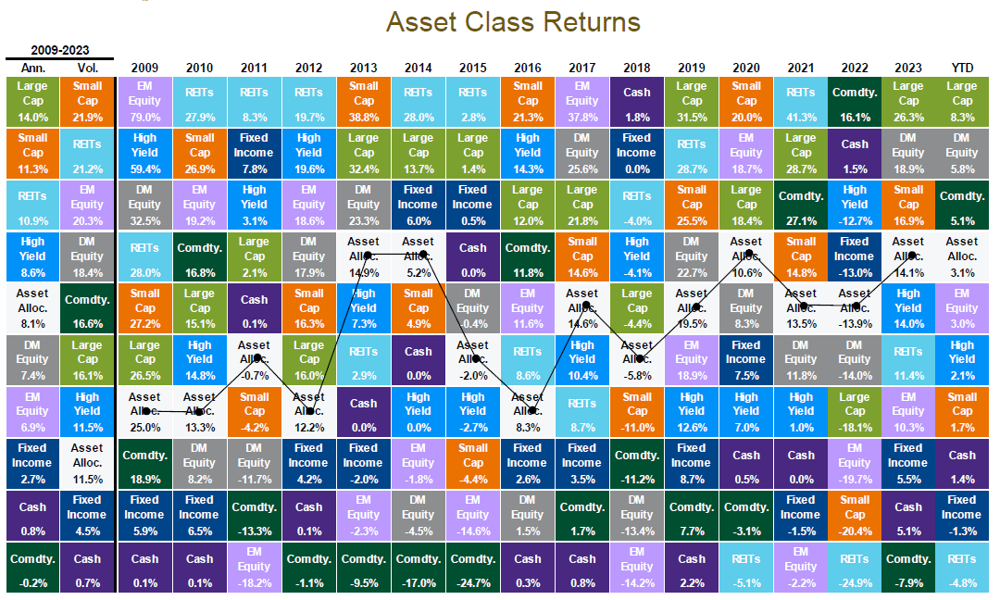 Asset Class Returns
2009-2023
Ann. Vol. 2009 2010 2011 2012 2013 2014 2015 2016 2017 2018 2019 2020 2021 2022 2023 YTD
Large Cap 14.0% Small Cap 21.9% EM Equity 79.0% REITs 27.9% REITs 8.3% REITs 19.7% Small Cap 38.8% REITs 28.0% REITs 2.8% Small Cap 21.3% EM Equity 37.8% Cash 1.8% Large Cap 31.5% Small Cap 20.0% REITs 41.3% Comdty. 16.1% Large Cap 26.3% Large Cap 8.3%
Small Cap 11.3% REITs 21.2% High Yield 59.4% Small Cap 26.9% Fixed Income 7.8% High Yield 19.6% Large Cap 32.4% Large Cap 13.7% Large Cap 1.4% High Yield 14.3% DM Equity 25.6% Fixed Income 0.0% REITs 28.7% EM Equity 18.7% Large Cap 28.7% Cash 1.5% DM Equity 18.9% DM Equity 5.8%
REITs 10.9% EM Equity 20.3% DM Equity 32.5% EM Equity 19.2% High Yield 3.1% EM Equity 18.6% DM Equity 23.3% Fixed Income 6.0% Fixed Income 0.5% Large Cap 12.0% Large Cap 21.8% REITs -4.0% Small Cap 25.5% Large Cap 18.4% Comdty. 27.1% High Yield -12.7% Small Cap 16.9% Comdty. 5.1%
High Yield 8.6% DM Equity 18.4% REITs 28.0% Comdty. 16.8% Large Cap 2.1% DM Equity 17.9% Asset Alloc. 14.9% Asset Alloc. 5.2% Cash 0.0% Comdty. 11.8% Small Cap 14.6% High Yield -4.1% DM Equity 22.7% Asset Alloc. 10.6% Small Cap 14.8% Fixed Income -13.0% Asset Alloc. 14.1% Asset Alloc. 3.1%
Asset Alloc. 8.1% Comdty. 16.6% Small Cap 27.2% Large Cap 15.1% Cash 0.1% Small Cap 16.3% High Yield 7.3% Small Cap 4.9% DM Equity -0.4% EM Equity 11.6% Asset Alloc. 14.6% Large Cap -4.4% Asset Alloc. 19.5% DM Equity 8.3% Asset Alloc. 13.5% Asset Alloc. -13.9% High Yield 14.0% EM Equity 3.0%
DM Equity 7.4% Large Cap 16.1% Large Cap 26.5% High Yield 14.8% Asset Alloc. -0.7% Large Cap 16.0% REITs 2.9% Cash 0.0% Asset Alloc. -2.0% REITs 8.6% High Yield 10.4% Asset Alloc. -5.8% EM Equity 18.9% Fixed Income 7.5% DM Equity 11.8% DM Equity -14.0% REITs 11.4% High Yield 2.1%
EM Equity 6.9% High Yield 11.5% Asset Alloc. 25.0% Asset Alloc. 13.3% Small Cap -4.2% Asset Alloc. 12.2% Cash 0.0% High Yield 0.0% High Yield -2.7% Asset Alloc. 8.3% REITs 8.7% Small Cap -11.0% High Yield 12.6% High Yield 7.0% High Yield 1.0% Large Cap -18.1% EM Equity 10.3% Small Cap 1.7%
Fixed Income 2.7% Asset Alloc. 11.5% Comdty. 18.9% DM Equity 8.2% DM Equity -11.7% Fixed Income 4.2% Fixed Income -2.0% EM Equity -1.8% Small Cap -4.4% Fixed Income 2.6% Fixed Income 3.5% Comdty. -11.2% Fixed Income 8.7% Cash 0.5% Cash 0.0% EM Equity -19.7% Fixed Income 5.5% Cash 1.4%
Cash 0.8% Fixed Income 4.5% Fixed Income 5.9% Fixed Income 6.5% Comdty. -13.3% Cash 0.1% EM Equity -2.3% DM Equity -4.5% EM Equity -14.6% DM Equity 1.5% Comdty. 1.7% DM Equity -13.4% Comdty. 7.7% Comdty. -3.1% Fixed Income -1.5% Small Cap -20.4% Cash 5.1% Fixed Income -1.3%
Comdty. -0.2% Cash 0.7% Cash 0.1% Cash 0.1% EM Equity -18.2% Comdty. -1.1% Comdty. -9.5% Comdty. -17.0% Comdty. -24.7% Cash 0.3% Cash 0.8% EM Equity -14.2% Cash 2.2% REITs -5.1% EM Equity -2.2% REITs -24.9% Comdty. -7.9% REITs -4.8%